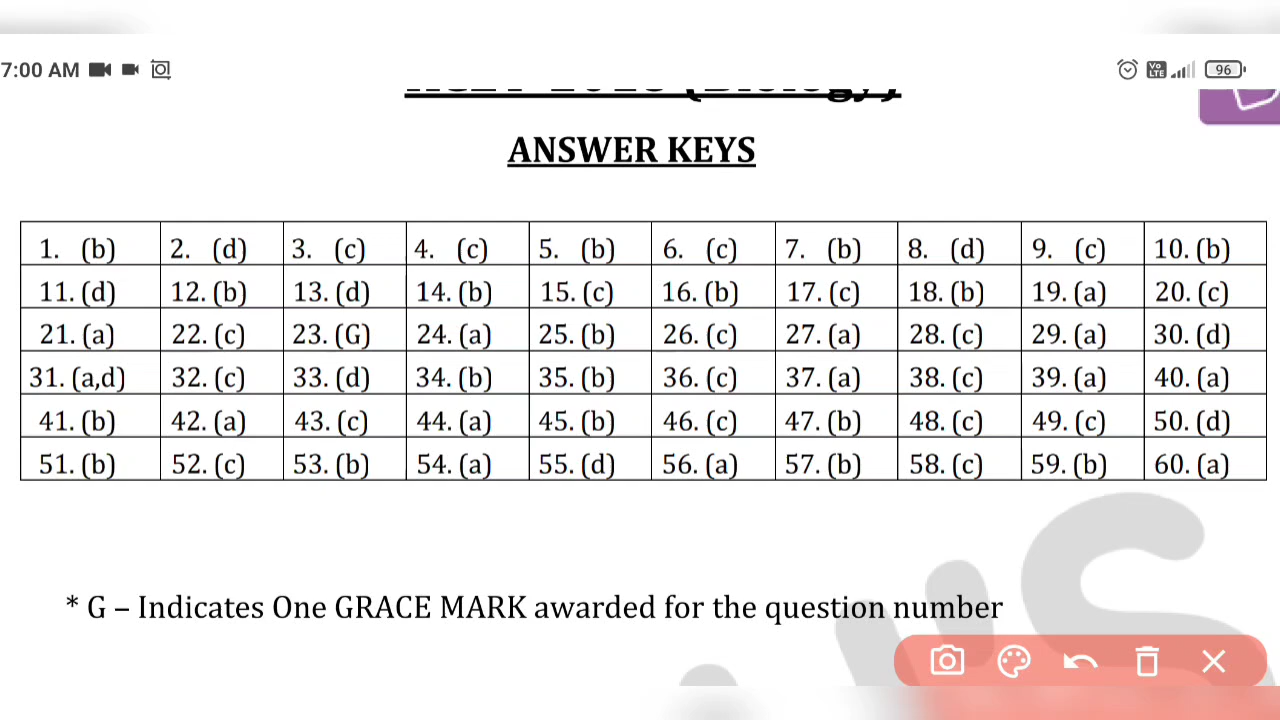 7:00 AM
Vo LTE 96
ANSWER KEYS
1. (b) 2. (d) 3. (c) 4. (c) 5. (b) 6. (c) 7. (b) 8. (d) 9. (c) 10. (b)
11. (d) 12. (b) 13. (d) 14. (b) 15. (c) 16. (b) 17. (c) 18. (b) 19. (a) 20. (c)
21. (a) 22. (c) 23. (G) 24. (a) 25. (b) 26. (c) 27. (a) 28. (c) 29. (a) 30. (d)
31. (a,d) 32. (c) 33. (d) 34. (b) 35. (b) 36. (c) 37. (a) 38. (c) 39. (a) 40. (a)
41. (b) 42. (a) 43. (c) 44. (a) 45. (b) 46. (c) 47. (b) 48. (c) 49. (c) 50. (d)
51. (b) 52. (c) 53. (b) 54. (a) 55. (d) 56. (a) 57. (b) 58. (c) 59. (b) 60. (a)
* G – Indicates One GRACE MARK awarded for the question number